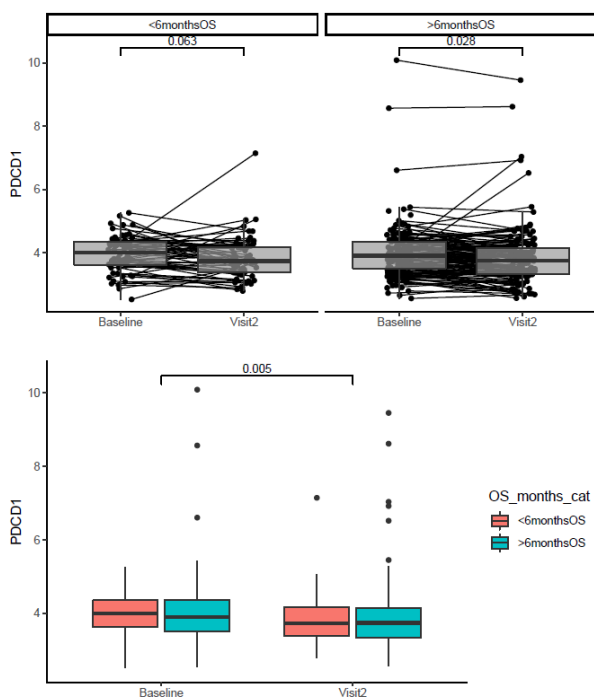 <6monthsOS >6monthsOS
0.063 0.028
10
8
6
4
PDCD1
Baseline Visit2 Baseline Visit2
0.005
10
8
6
4
PDCD1
Baseline Visit2
OS_months_cat
<6monthsOS
>6monthsOS